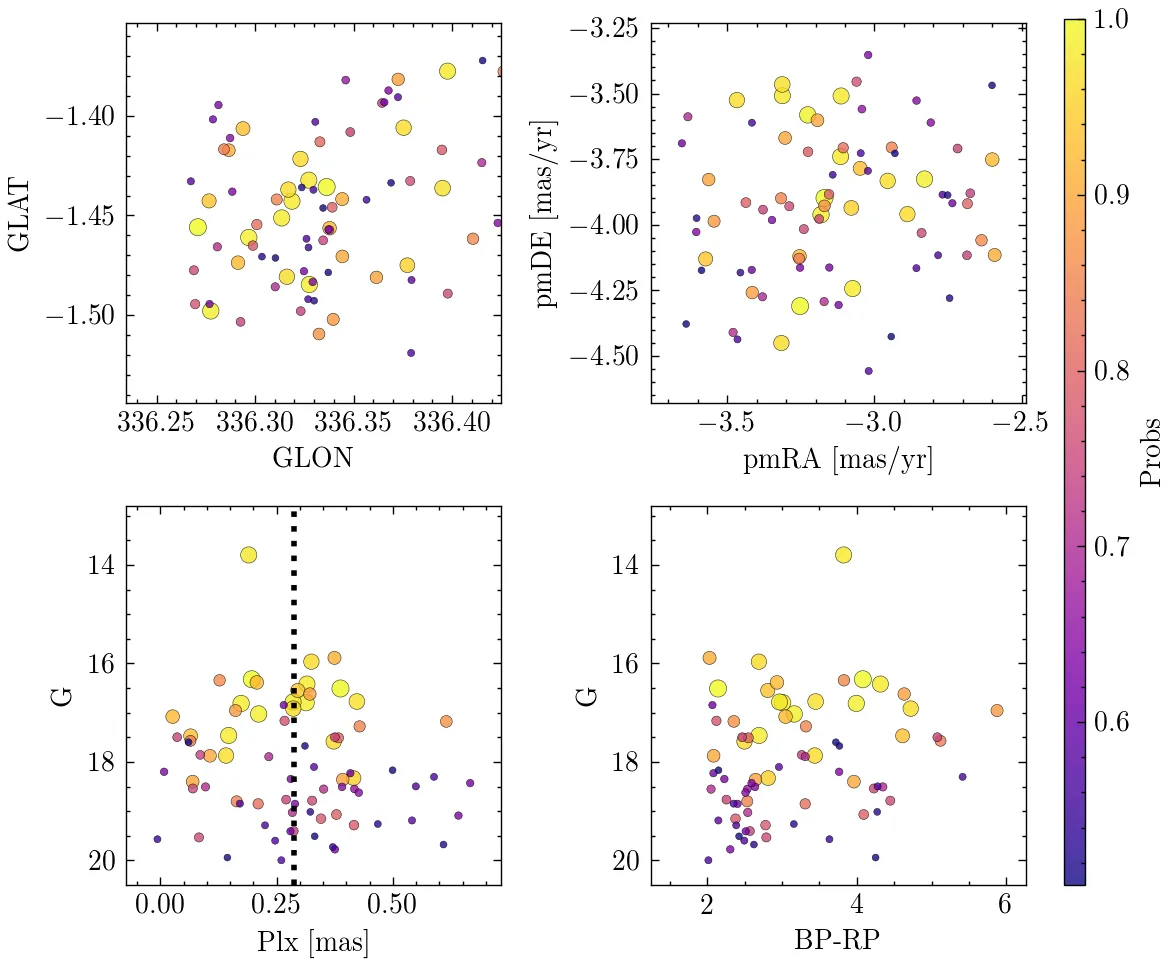 −1.40
−1.45
−1.50
GLAT
336.25 336.30 336.35 336.40
GLON
−3.25
−3.50
−3.75
−4.00
−4.25
−4.50
pmDE [mas/yr]
−3.5 −3.0 −2.5
pmRA [mas/yr]
14
16
18
20
G
0.00 0.25 0.50
Plx [mas]
14
16
18
20
G
2 4 6
BP-RP
1.0
0.9
0.8
0.7
0.6
Probs